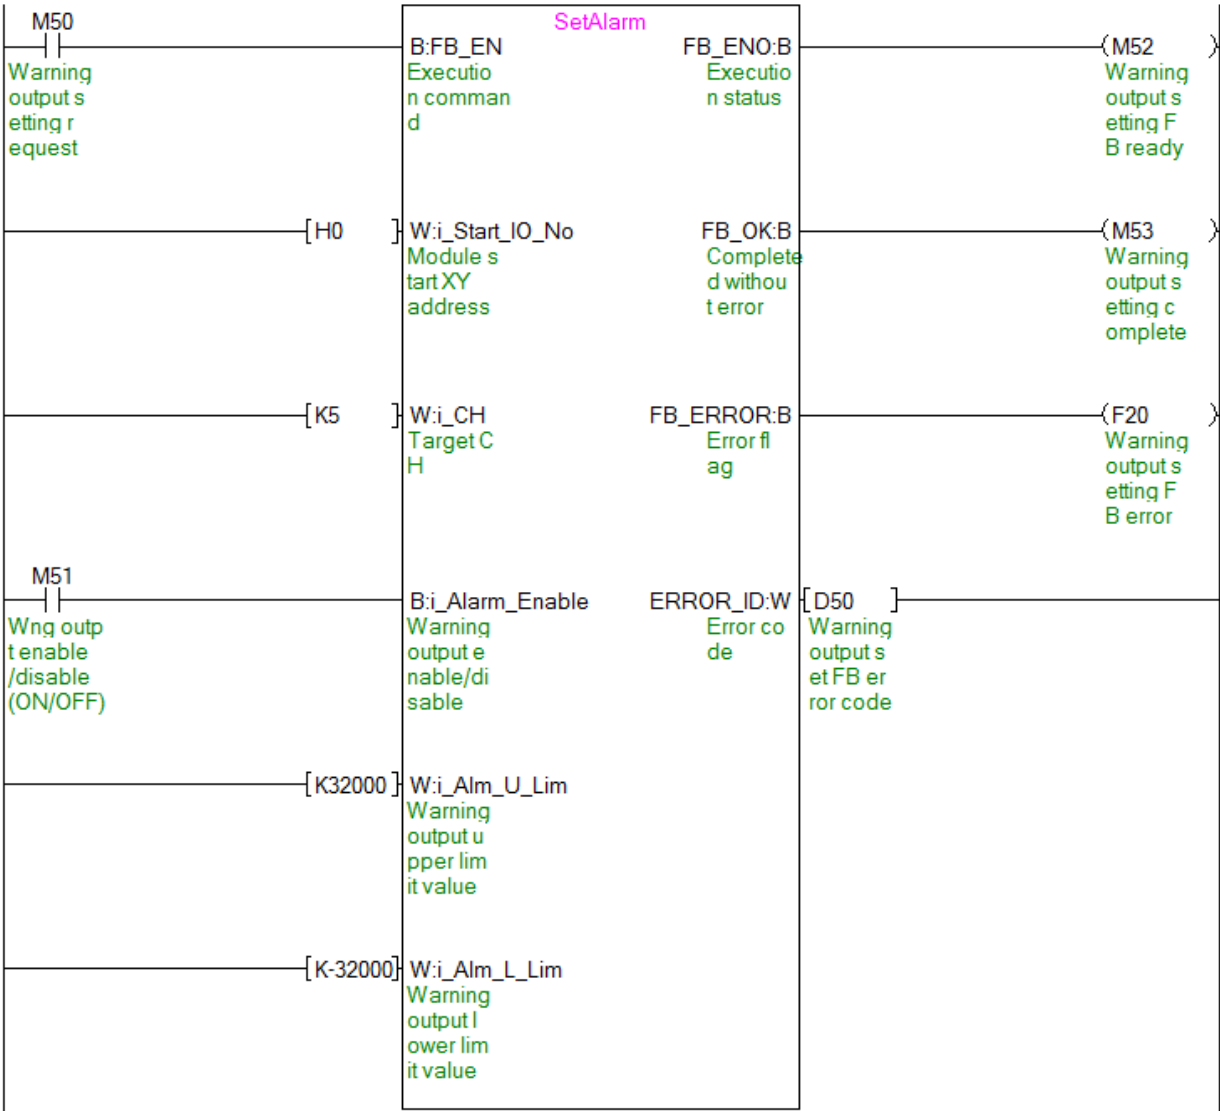 SetAlarm
M50
B:FB_EN
FB_ENO:B
M52
Warning
output s
etting r
equest
Executio
n comman
d
Executio
n status
Warning
output s
etting F
B ready
H0
W:i_Start_IO_No
FB_OK:B
M53
Module s
tart XY
address
Complete
d withou
t error
Warning
output s
etting c
omplete
K5
W:i_CH
FB_ERROR:B
F20
Target C
H
Error fl
ag
Warning
output s
etting F
B error
M51
B:i_Alarm_Enable
ERROR_ID:W
D50
Wng outp
t enable
/disable
(ON/OFF)
Warning
output e
nable/di
sable
Error co
de
Warning
output s
et FB er
ror code
K32000
W:i_Alm_U_Lim
Warning
output u
pper lim
it value
K-32000
W:i_Alm_L_Lim
Warning
output l
ower lim
it value